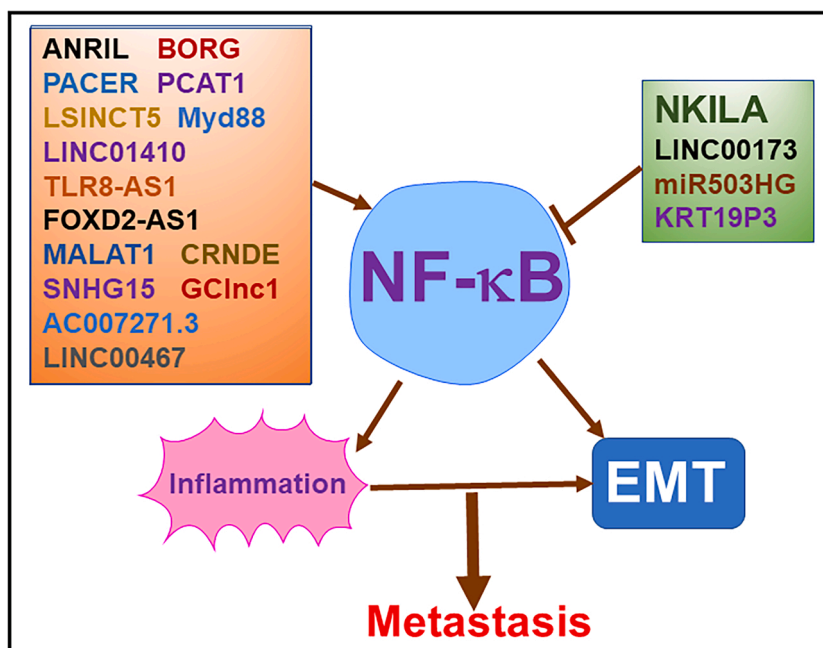 ANRIL BORG
PACER PCAT1
LSINCT5 Myd88
LINC01410
TLR8-AS1
FOXD2-AS1
MALAT1 CRNDE
SNHG15 GClnc1
AC007271.3
LINC00467
NKILA
LINC00173
miR503HG
KRT19P3
NF-κB
Inflammation
EMT
Metastasis